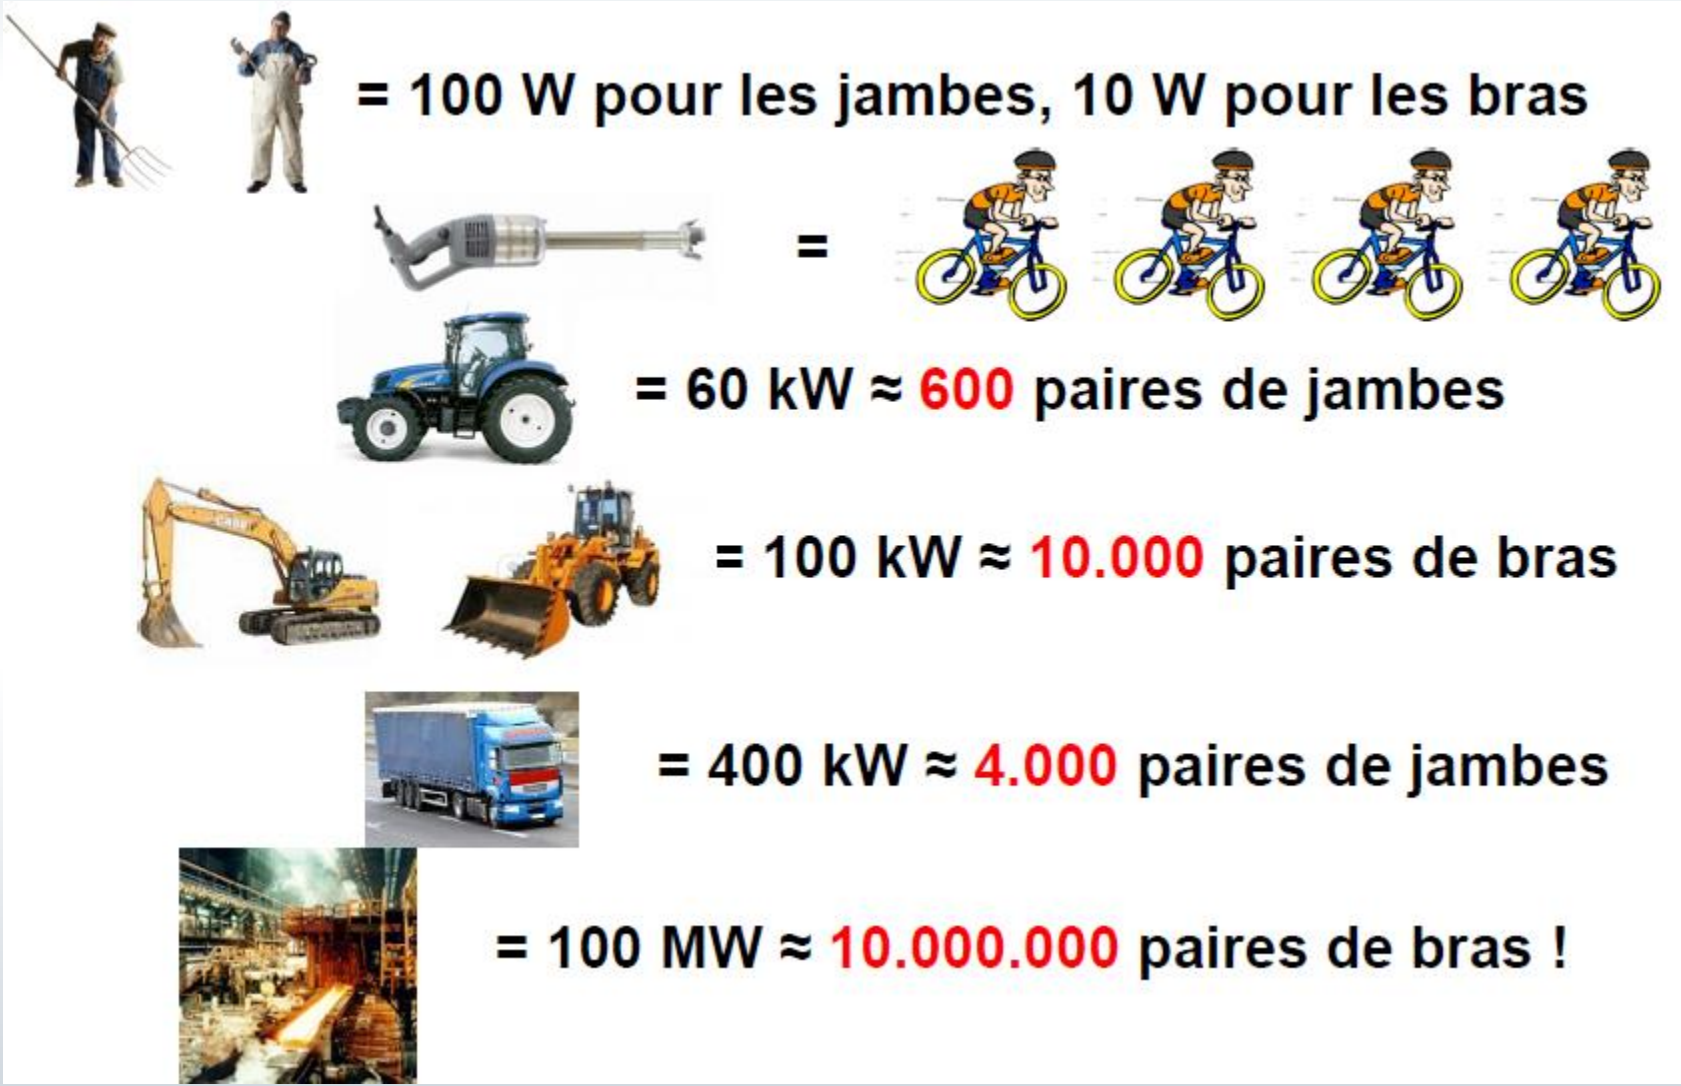 = 100 W pour les jambes, 10 W pour les bras
=
= 60 kW ≈ 600 paires de jambes
CASE
= 100 kW ≈ 10.000 paires de bras
= 400 kW ≈ 4.000 paires de jambes
= 100 MW ≈ 10.000.000 paires de bras !